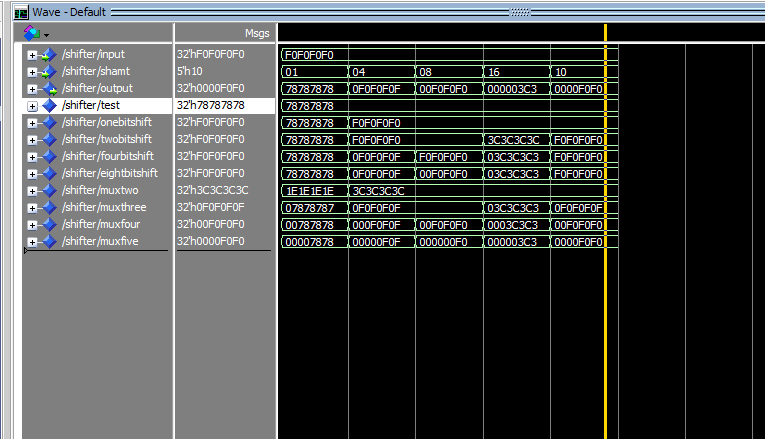 Wave - Default
Msgs
/shifter/input 32'hF0F0F0F0 F0F0F0F0
/shifter/shamt 5'h10 01 04 08 16 10
/shifter/output 32'h0000F0F0 78787878 0F0F0F0F 00F0F0F0 000003C3 0000F0F0
/shifter/test 32'h78787878 78787878
/shifter/onebitshift 32'hF0F0F0F0 78787878 F0F0F0F0
/shifter/twobitshift 32'hF0F0F0F0 78787878 F0F0F0F0 3C3C3C3C F0F0F0F0
/shifter/fourbitshift 32'hF0F0F0F0 78787878 0F0F0F0F F0F0F0F0 03C3C3C3 F0F0F0F0
/shifter/eightbitshift 32'hF0F0F0F0 78787878 0F0F0F0F 00F0F0F0 03C3C3C3 F0F0F0F0
/shifter/muxtwo 32'h3C3C3C3C 1E1E1E1E 3C3C3C3C
/shifter/muxthree 32'h0F0F0F0F 07878787 0F0F0F0F 03C3C3C3 0F0F0F0F
/shifter/muxfour 32'h00F0F0F0 00787878 000F0F0F 00F0F0F0 0003C3C3 00F0F0F0
/shifter/muxfive 32'h0000F0F0 00007878 00000F0F 000000F0 000003C3 0000F0F0